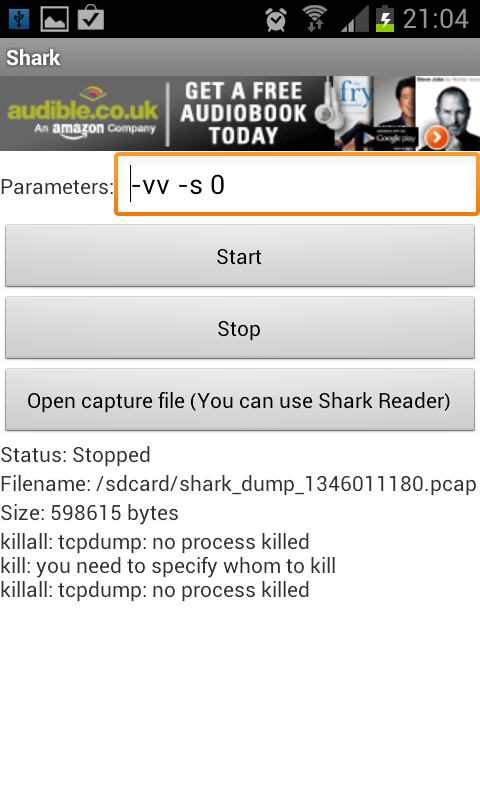 21:04
Shark
audible.co.uk
An amazon Company
GET A FREE
AUDIOBOOK
TODAY
fry
Steve Jobs
Google play
Parameters: -vv -s 0
Start
Stop
Open capture file (You can use Shark Reader)
Status: Stopped
Filename: /sdcard/shark_dump_1346011180.pcap
Size: 598615 bytes
killall: tcpdump: no process killed
kill: you need to specify whom to kill
killall: tcpdump: no process killed